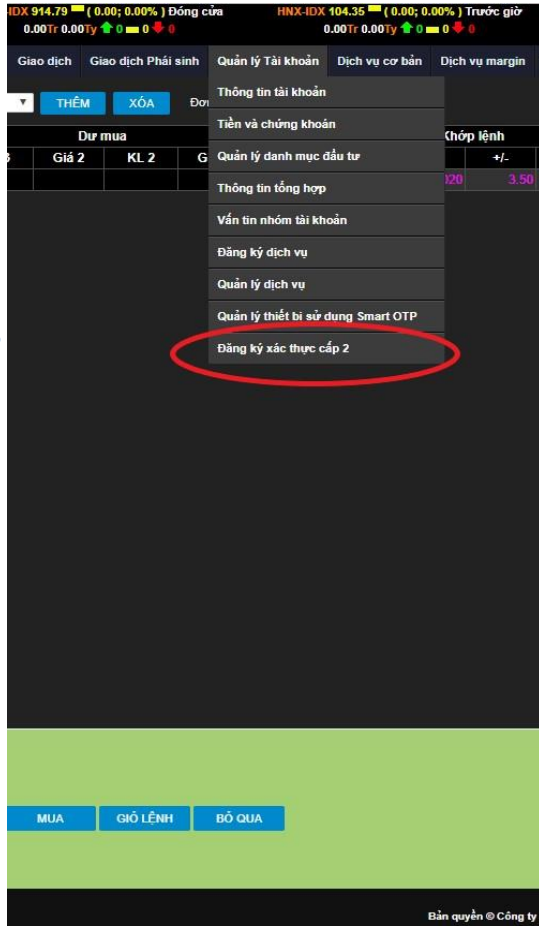 -IDX 914.79 ( 0.00; 0.00% ) Đóng cửa HNX-IDX 104.35 ( 0.00; 0.00% ) Trước giờ
0.00Tr 0.00Tỷ 0 0 0 0.00Tr 0.00Tỷ 0 0 0
Giao dịch Giao dịch Phái sinh Quản lý Tài khoản Dịch vụ cơ bản Dịch vụ margin
THÊM XÓA Đơn
Thông tin tài khoản
Tiền và chứng khoán
Dư mua Khớp lệnh
3 Giá 2 KL 2 G +/-
Quản lý danh mục đầu tư
020 3.50
Thông tin tổng hợp
Vấn tin nhóm tài khoản
Đăng ký dịch vụ
Quản lý dịch vụ
Quản lý thiết bị sử dụng Smart OTP
Đăng ký xác thực cấp 2
MUA GIỎ LỆNH BỎ QUA
Bản quyền © Công ty